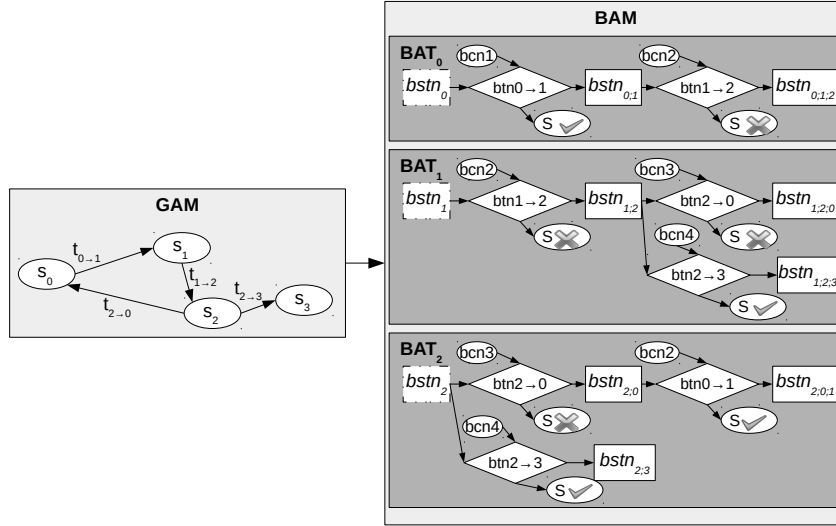 GAM
s0
t0→1
s1
t1→2
s2
t2→0
t2→3
s3
BAM
BAT0
bcn1
bcn2
bstn0
btn0→1
bstn0;1
btn1→2
bstn0;1;2
S
S
BAT1
bcn2
bcn3
bstn1
btn1→2
bstn1;2
btn2→0
bstn1;2;0
S
S
bcn4
btn2→3
bstn1;2;3
S
BAT2
bcn3
bcn2
bstn2
btn2→0
bstn2;0
btn0→1
bstn2;0;1
S
S
bcn4
btn2→3
bstn2;3
S